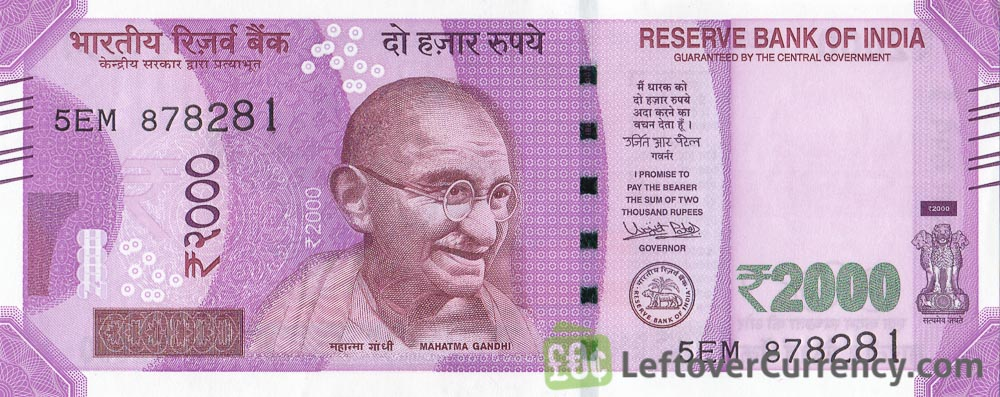 भारतीय रिज़र्व बैंक
केन्द्रीय सरकार द्वारा प्रत्याभूत
दो हज़ार रुपये
RESERVE BANK OF INDIA
GUARANTEED BY THE CENTRAL GOVERNMENT
5EM 878281
₹२०००
₹2000
मैं धारक को
दो हज़ार रुपये
अदा करने का
वचन देता हूँ ।
उर्जित आर पटेल
गवर्नर
I PROMISE TO
PAY THE BEARER
THE SUM OF TWO
THOUSAND RUPEES
Urjit Patel
GOVERNOR
भारतीय रिज़र्व बैंक
RESERVE BANK OF INDIA
₹2000
₹2000
सत्यमेव जयते
महात्मा गांधी
MAHATMA GANDHI
5EM 878281
LeftoverCurrency.com